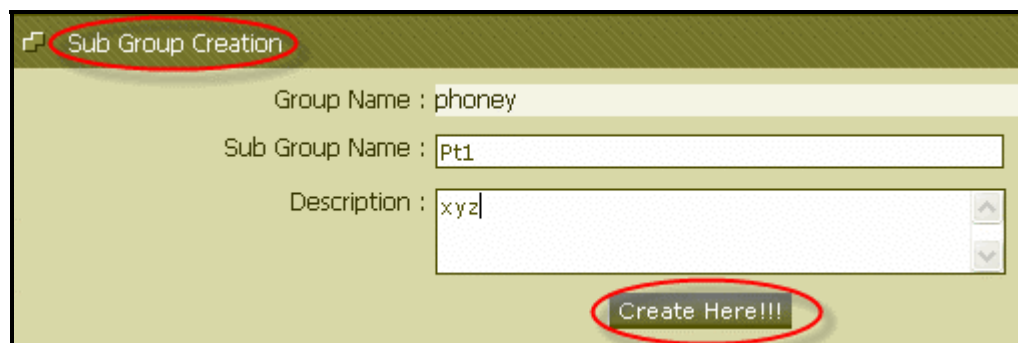 Sub Group Creation
Group Name : phoney
Sub Group Name : Pt1
Description : xyz
Create Here!!!